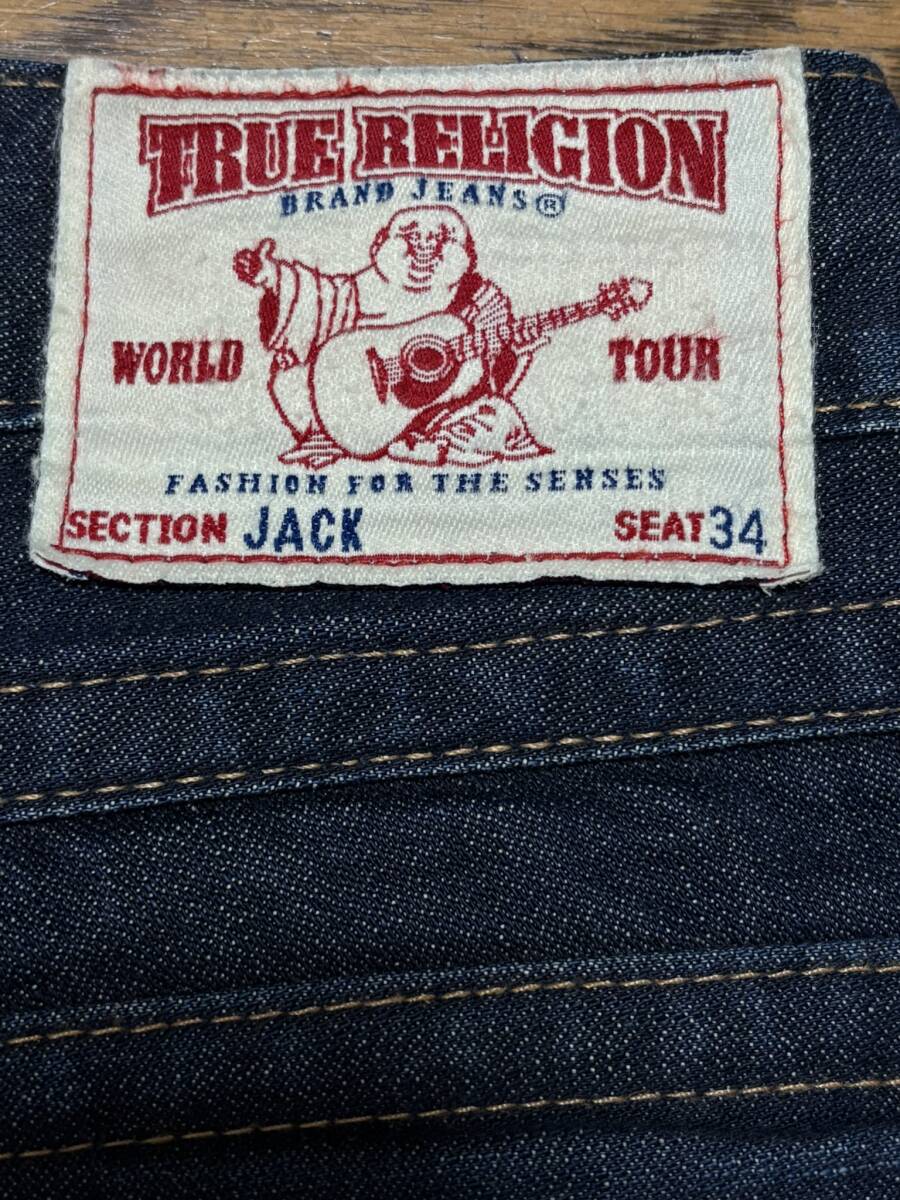 TRUE RELIGION
BRAND JEANS®
WORLD TOUR
FASHION FOR THE SENSES
SECTION JACK SEAT 34